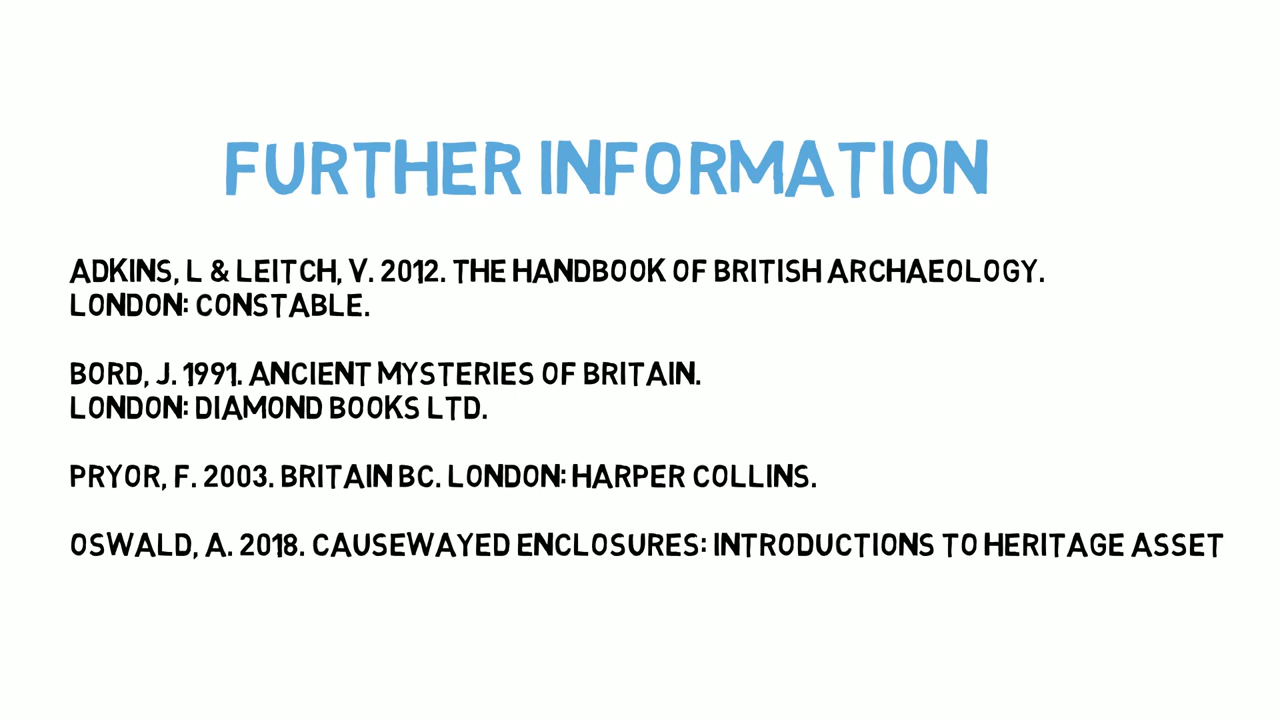 FURTHER INFORMATION
ADKINS, L & LEITCH, V. 2012. THE HANDBOOK OF BRITISH ARCHAEOLOGY.
LONDON: CONSTABLE.
BORD, J. 1991. ANCIENT MYSTERIES OF BRITAIN.
LONDON: DIAMOND BOOKS LTD.
PRYOR, F. 2003. BRITAIN BC. LONDON: HARPER COLLINS.
OSWALD, A. 2018. CAUSEWAYED ENCLOSURES: INTRODUCTIONS TO HERITAGE ASSET